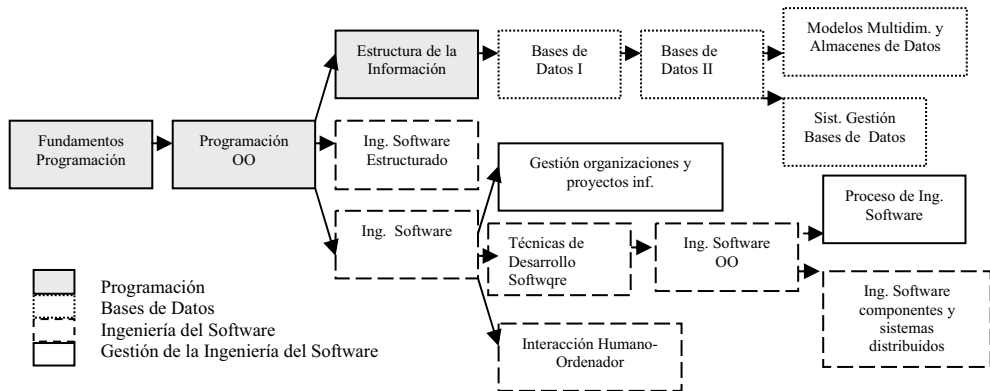 Estructura de la
Información
Bases de
Datos I
Bases de
Datos II
Modelos Multidim. y
Almacenes de Datos
Sist. Gestión
Bases de Datos
Fundamentos
Programación
Programación
OO
Ing. Software
Estructurado
Gestión organizaciones y
proyectos inf.
Proceso de Ing.
Software
Ing. Software
Técnicas de
Desarrollo
Softwqre
Ing. Software
OO
Ing. Software
componentes y
sistemas
distribuidos
Interacción Humano-
Ordenador
Programación
Bases de Datos
Ingeniería del Software
Gestión de la Ingeniería del Software